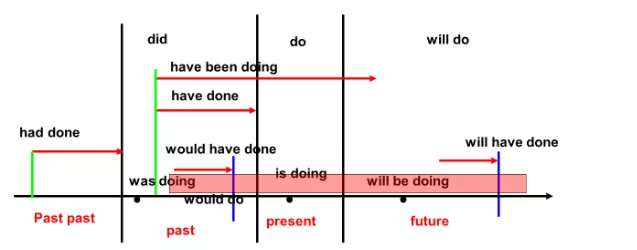 did
do
will do
have been doing
have done
had done
would have done
will have done
was doing
is doing
will be doing
would do
Past past
past
present
future